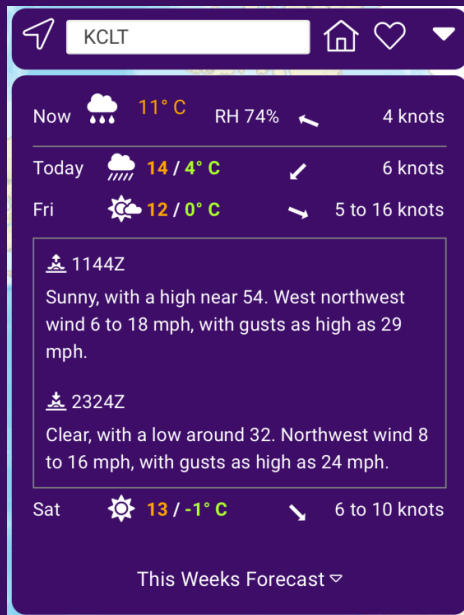 KCLT
Now 11° C RH 74% 4 knots
Today 14 / 4° C 6 knots
Fri 12 / 0° C 5 to 16 knots
1144Z
Sunny, with a high near 54. West northwest
wind 6 to 18 mph, with gusts as high as 29
mph.
2324Z
Clear, with a low around 32. Northwest wind 8
to 16 mph, with gusts as high as 24 mph.
Sat 13 / -1° C 6 to 10 knots
This Weeks Forecast